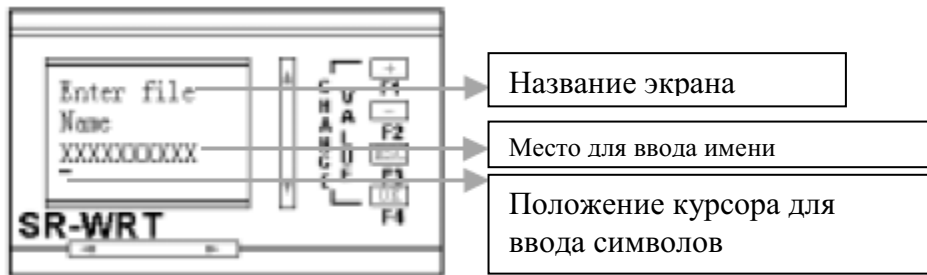 Enter file
Name
XXXXXXXXXX
CHANGE
VALUE
+
F1
-
F2
F3
F4
SR-WRT
Название экрана
Место для ввода имени
Положение курсора для
ввода символов